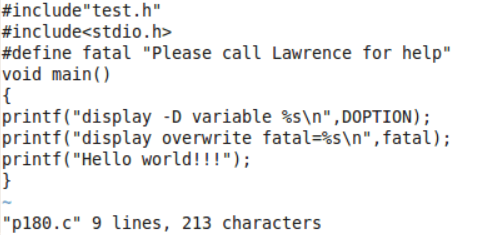 #include"test.h"
#include<stdio.h>
#define fatal "Please call Lawrence for help"
void main()
{
printf("display -D variable %s\n",DOPTION);
printf("display overwrite fatal=%s\n",fatal);
printf("Hello world!!!");
}
~
"p180.c" 9 lines, 213 characters